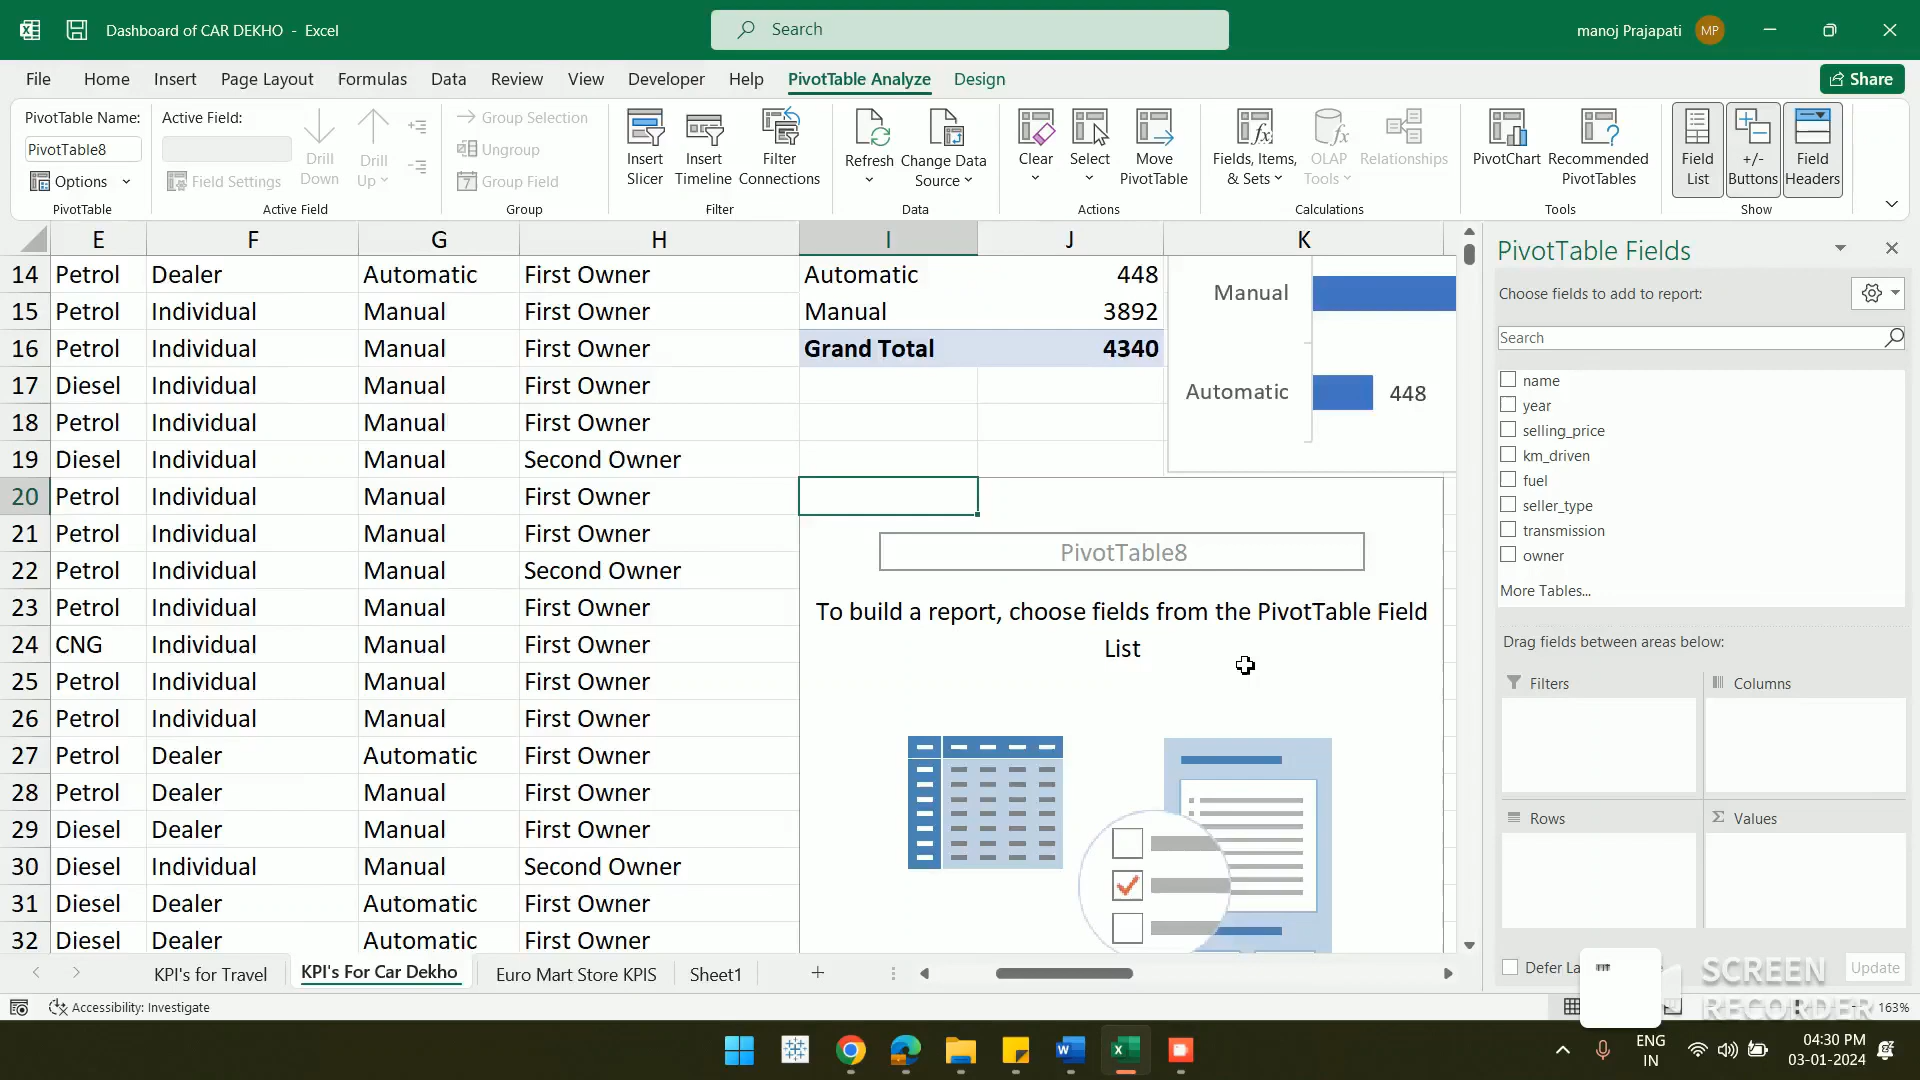 Dashboard of CAR DEKHO - Excel
Search
manoj Prajapati
MP
File Home Insert Page Layout Formulas Data Review View Developer Help PivotTable Analyze Design
Share
PivotTable Name:
PivotTable8
Options
PivotTable
Active Field:
Drill Down
Drill Up
Field Settings
Active Field
Group Selection
Ungroup
Group Field
Group
Insert Slicer
Insert Timeline
Filter Connections
Filter
Refresh
Change Data Source
Data
Clear
Select
Move PivotTable
Actions
Fields, Items, & Sets
OLAP Tools
Relationships
Calculations
PivotChart
Recommended PivotTables
Tools
Field List
+/- Buttons
Field Headers
Show
E F G H I J K
14 Petrol Dealer Automatic First Owner Automatic 448
15 Petrol Individual Manual First Owner Manual 3892
16 Petrol Individual Manual First Owner Grand Total 4340
17 Diesel Individual Manual First Owner
18 Petrol Individual Manual First Owner
19 Diesel Individual Manual Second Owner
20 Petrol Individual Manual First Owner
21 Petrol Individual Manual First Owner
22 Petrol Individual Manual Second Owner
23 Petrol Individual Manual First Owner
24 CNG Individual Manual First Owner
25 Petrol Individual Manual First Owner
26 Petrol Individual Manual First Owner
27 Petrol Dealer Automatic First Owner
28 Petrol Dealer Manual First Owner
29 Diesel Dealer Manual First Owner
30 Diesel Individual Manual Second Owner
31 Diesel Dealer Automatic First Owner
32 Diesel Dealer Automatic First Owner
Manual
Automatic 448
PivotTable8
To build a report, choose fields from the PivotTable Field
List
PivotTable Fields
Choose fields to add to report:
Search
name
year
selling_price
km_driven
fuel
seller_type
transmission
owner
More Tables...
Drag fields between areas below:
Filters
Columns
Rows
Values
Defer La
Update
KPI's for Travel KPI's For Car Dekho Euro Mart Store KPIS Sheet1
SCREEN
RECORDER
Accessibility: Investigate
163%
ENG
IN
04:30 PM
03-01-2024